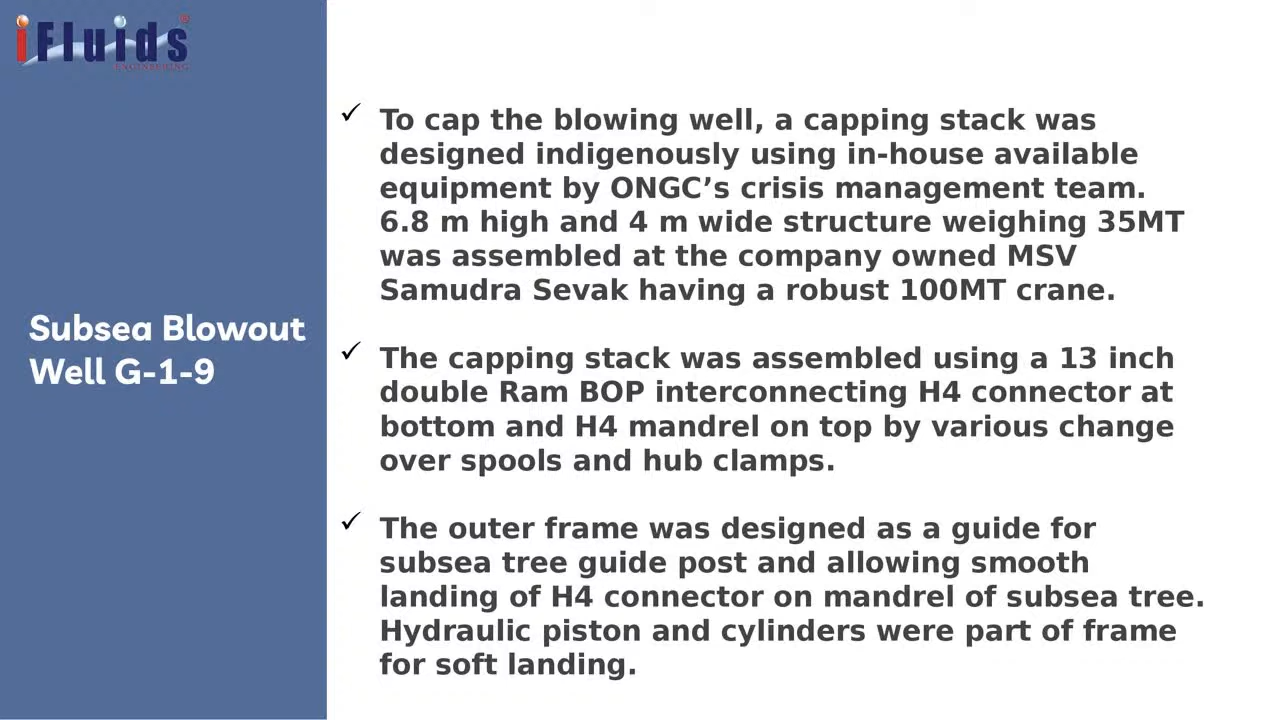 iFluids
ENGINEERING
Subsea Blowout
Well G-1-9
✓ To cap the blowing well, a capping stack was
designed indigenously using in-house available
equipment by ONGC’s crisis management team.
6.8 m high and 4 m wide structure weighing 35MT
was assembled at the company owned MSV
Samudra Sevak having a robust 100MT crane.
✓ The capping stack was assembled using a 13 inch
double Ram BOP interconnecting H4 connector at
bottom and H4 mandrel on top by various change
over spools and hub clamps.
✓ The outer frame was designed as a guide for
subsea tree guide post and allowing smooth
landing of H4 connector on mandrel of subsea tree.
Hydraulic piston and cylinders were part of frame
for soft landing.